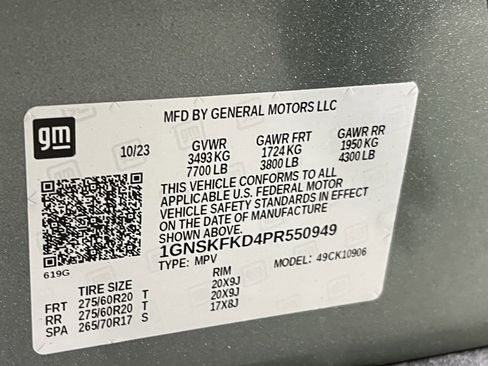 gm
MFD BY GENERAL MOTORS LLC
10/23 GVWR GAWR FRT GAWR RR
3493 KG 1724 KG 1950 KG
7700 LB 3800 LB 4300 LB
THIS VEHICLE CONFORMS TO ALL
APPLICABLE U.S. FEDERAL MOTOR
VEHICLE SAFETY STANDARDS IN EFFECT
ON THE DATE OF MANUFACTURE SHOWN ABOVE.
1GNSKFKD4PR550949
619G TYPE: MPV MODEL: 49CK10906
TIRE SIZE RIM
FRT 275/60R20 T 20X9J
RR 275/60R20 T 20X9J
SPA 265/70R17 S 17X8J